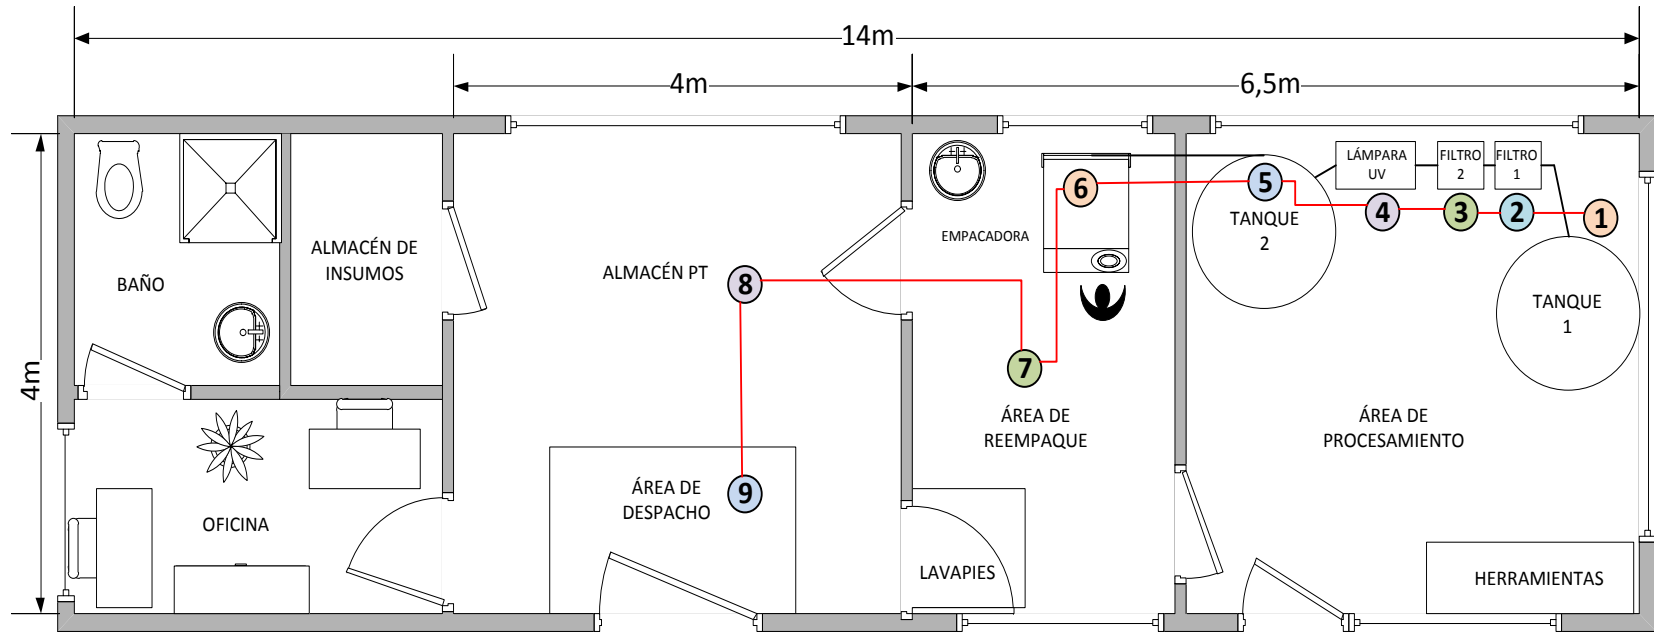 14m
4m
6,5m
4m
BAÑO
ALMACÉN DE
INSUMOS
OFICINA
ALMACÉN PT
8
ÁREA DE
DESPACHO
9
EMPACADORA
6
7
ÁREA DE
REEMPAQUE
LAVAPIES
LÁMPARA
UV
FILTRO
2
FILTRO
1
5
4
3
2
1
TANQUE
2
TANQUE
1
ÁREA DE
PROCESAMIENTO
HERRAMIENTAS